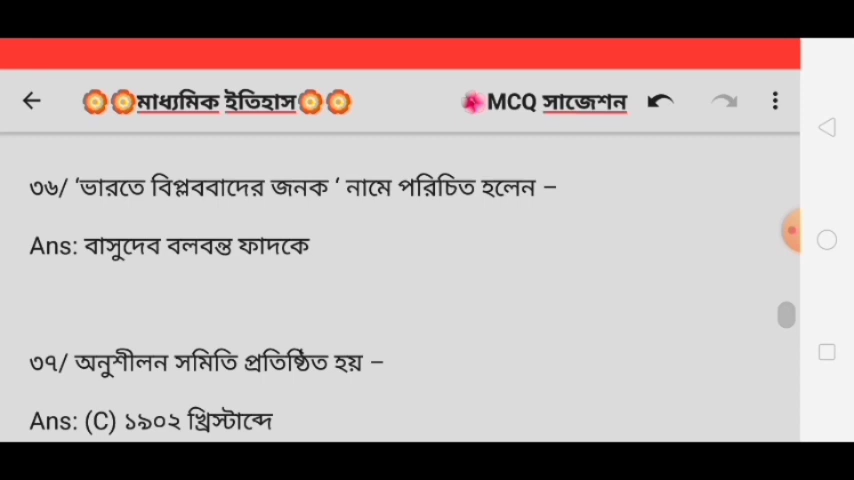 মাধ্যমিক ইতিহাস MCQ সাজেশন
৩৬/ ‘ভারতে বিপ্লববাদের জনক ‘ নামে পরিচিত হলেন –
Ans: বাসুদেব বলবন্ত ফাদকে
৩৭/ অনুশীলন সমিতি প্রতিষ্ঠিত হয় –
Ans: (C) ১৯০২ খ্রিস্টাব্দে